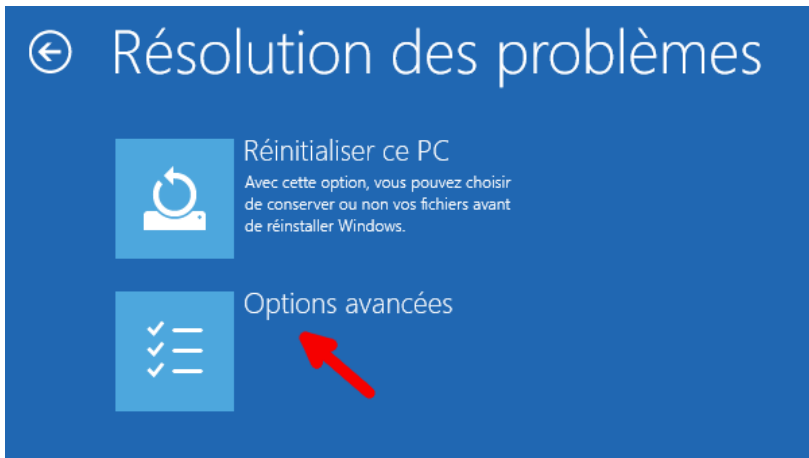 Résolution des problèmes
Réinitialiser ce PC
Avec cette option, vous pouvez choisir
de conserver ou non vos fichiers avant
de réinstaller Windows.
Options avancées